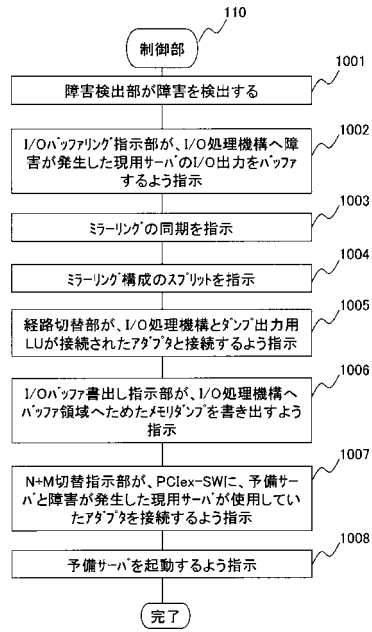 110
制御部
1001
障害検出部が障害を検出する
1002
I/Oバッファリング指示部が、I/O処理機構へ障
害が発生した現用サーバのI/O出力をバッファ
するよう指示
1003
ミラーリングの同期を指示
1004
ミラーリング構成のスプリットを指示
1005
経路切替部が、I/O処理機構とダンプ出力用
LUが接続されたアダプタと接続するよう指示
1006
I/Oバッファ書出し指示部が、I/O処理機構へ
バッファ領域へためたメモリダンプを書き出すよう
指示
1007
N+M切替指示部が、PCIex-SWに、予備サー
バと障害が発生した現用サーバが使用してい
たアダプタを接続するよう指示
1008
予備サーバを起動するよう指示
完了